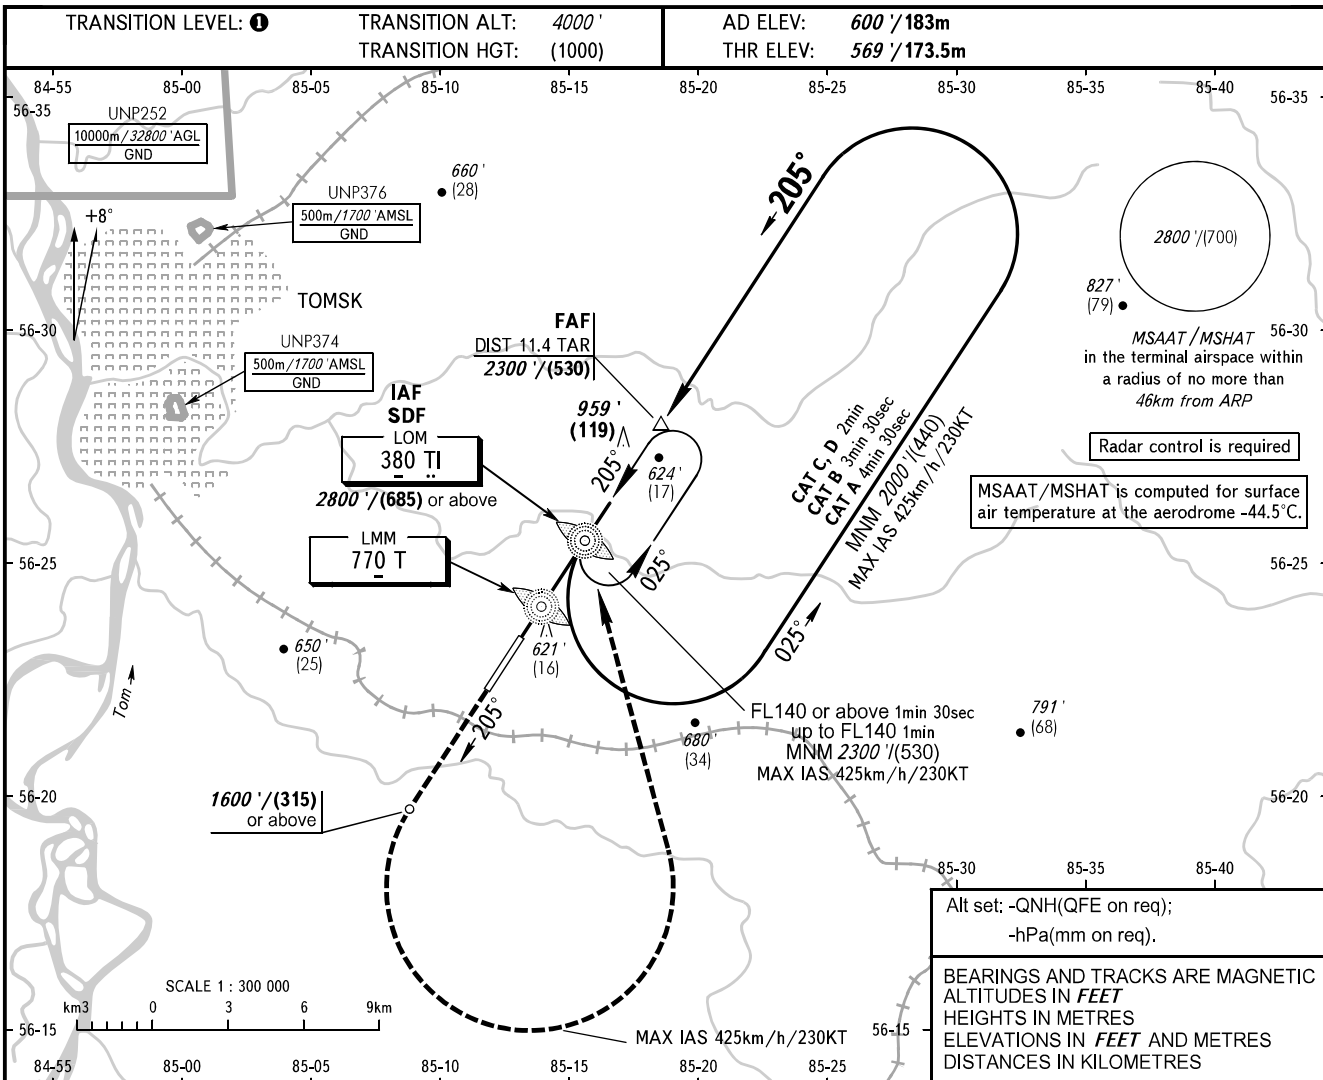 TRANSITION LEVEL: ❶
TRANSITION ALT: 4000 '
TRANSITION HGT: (1000)
AD ELEV: 600 '/183m
THR ELEV: 569 '/173.5m
84-55 85-00 85-05 85-10 85-15 85-20 85-25 85-30 85-35 85-40
56-35
56-35
UNP252
10000m/32800 'AGL
GND
660 '
(28)
205°
UNP376
500m/1700 'AMSL
GND
+8°
2800 '/(700)
TOMSK
827 '
(79)
56-30
56-30
FAF
DIST 11.4 TAR
2300 '/(530)
UNP374
500m/1700 'AMSL
GND
MSAAT/MSHAT
in the terminal airspace within
a radius of no more than
46km from ARP
IAF
SDF
LOM
380 TI
2800 '/(685) or above
959 '
(119)
205°
624 '
(17)
CAT C, D 2min
CAT B 3min 30sec
CAT A 4min 30sec
MNM 2000 '/(440)
MAX IAS 425km/h/230KT
Radar control is required
MSAAT/MSHAT is computed for surface
air temperature at the aerodrome -44.5°C.
LMM
770 T
56-25
56-25
025°
025°
650 '
(25)
621 '
(16)
Tom
205°
680 '
(34)
FL140 or above 1min 30sec
up to FL140 1min
MNM 2300 '/(530)
MAX IAS 425km/h/230KT
791 '
(68)
56-20
56-20
1600 '/(315)
or above
85-30 85-35 85-40
Alt set: -QNH(QFE on req);
-hPa(mm on req).
BEARINGS AND TRACKS ARE MAGNETIC
ALTITUDES IN FEET
HEIGHTS IN METRES
ELEVATIONS IN FEET AND METRES
DISTANCES IN KILOMETRES
SCALE 1 : 300 000
km3 0 3 6 9km
56-15
56-15
MAX IAS 425km/h/230KT
84-55 85-00 85-05 85-10 85-15 85-20 85-25